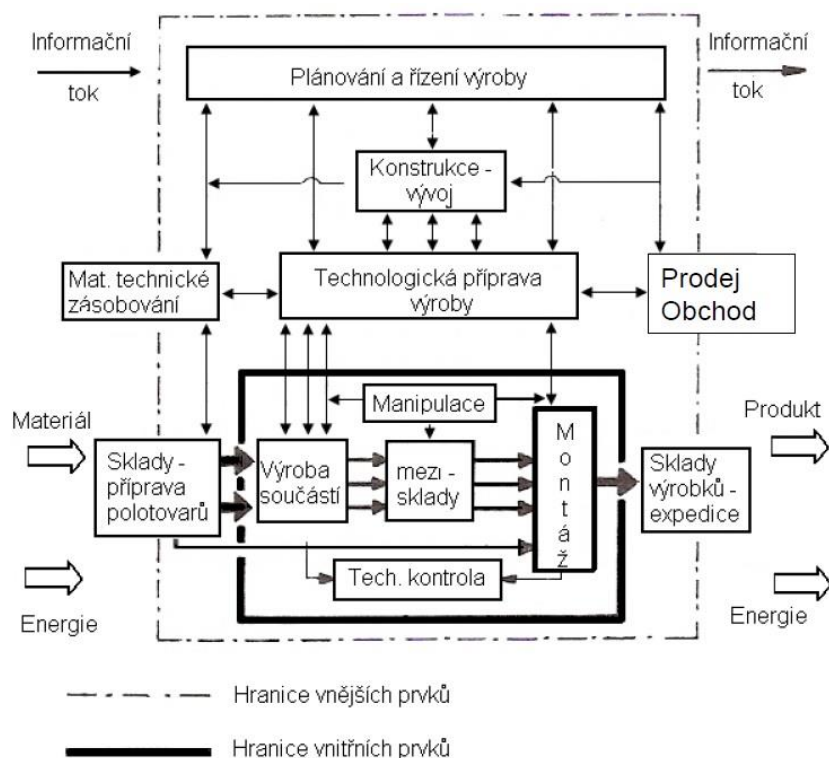 Informační
tok
Informační
tok
Plánování a řízení výroby
Konstrukce -
vývoj
Mat. technické
zásobování
Technologická příprava
výroby
Prodej
Obchod
Materiál
Manipulace
Produkt
Sklady -
příprava
polotovarů
Výroba
součástí
mezi -
sklady
M
o
n
t
á
ž
Sklady
výrobků -
expedice
Tech. kontrola
Energie
Energie
Hranice vnějších prvků
Hranice vnitřních prvků